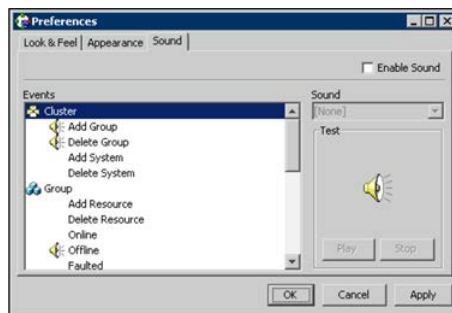 Preferences
Look & Feel
Appearance
Sound
Enable Sound
Events
Cluster
Add Group
Delete Group
Add System
Delete System
Group
Add Resource
Delete Resource
Online
Offline
Faulted
Sound
[None]
Test
Play
Stop
OK
Cancel
Apply